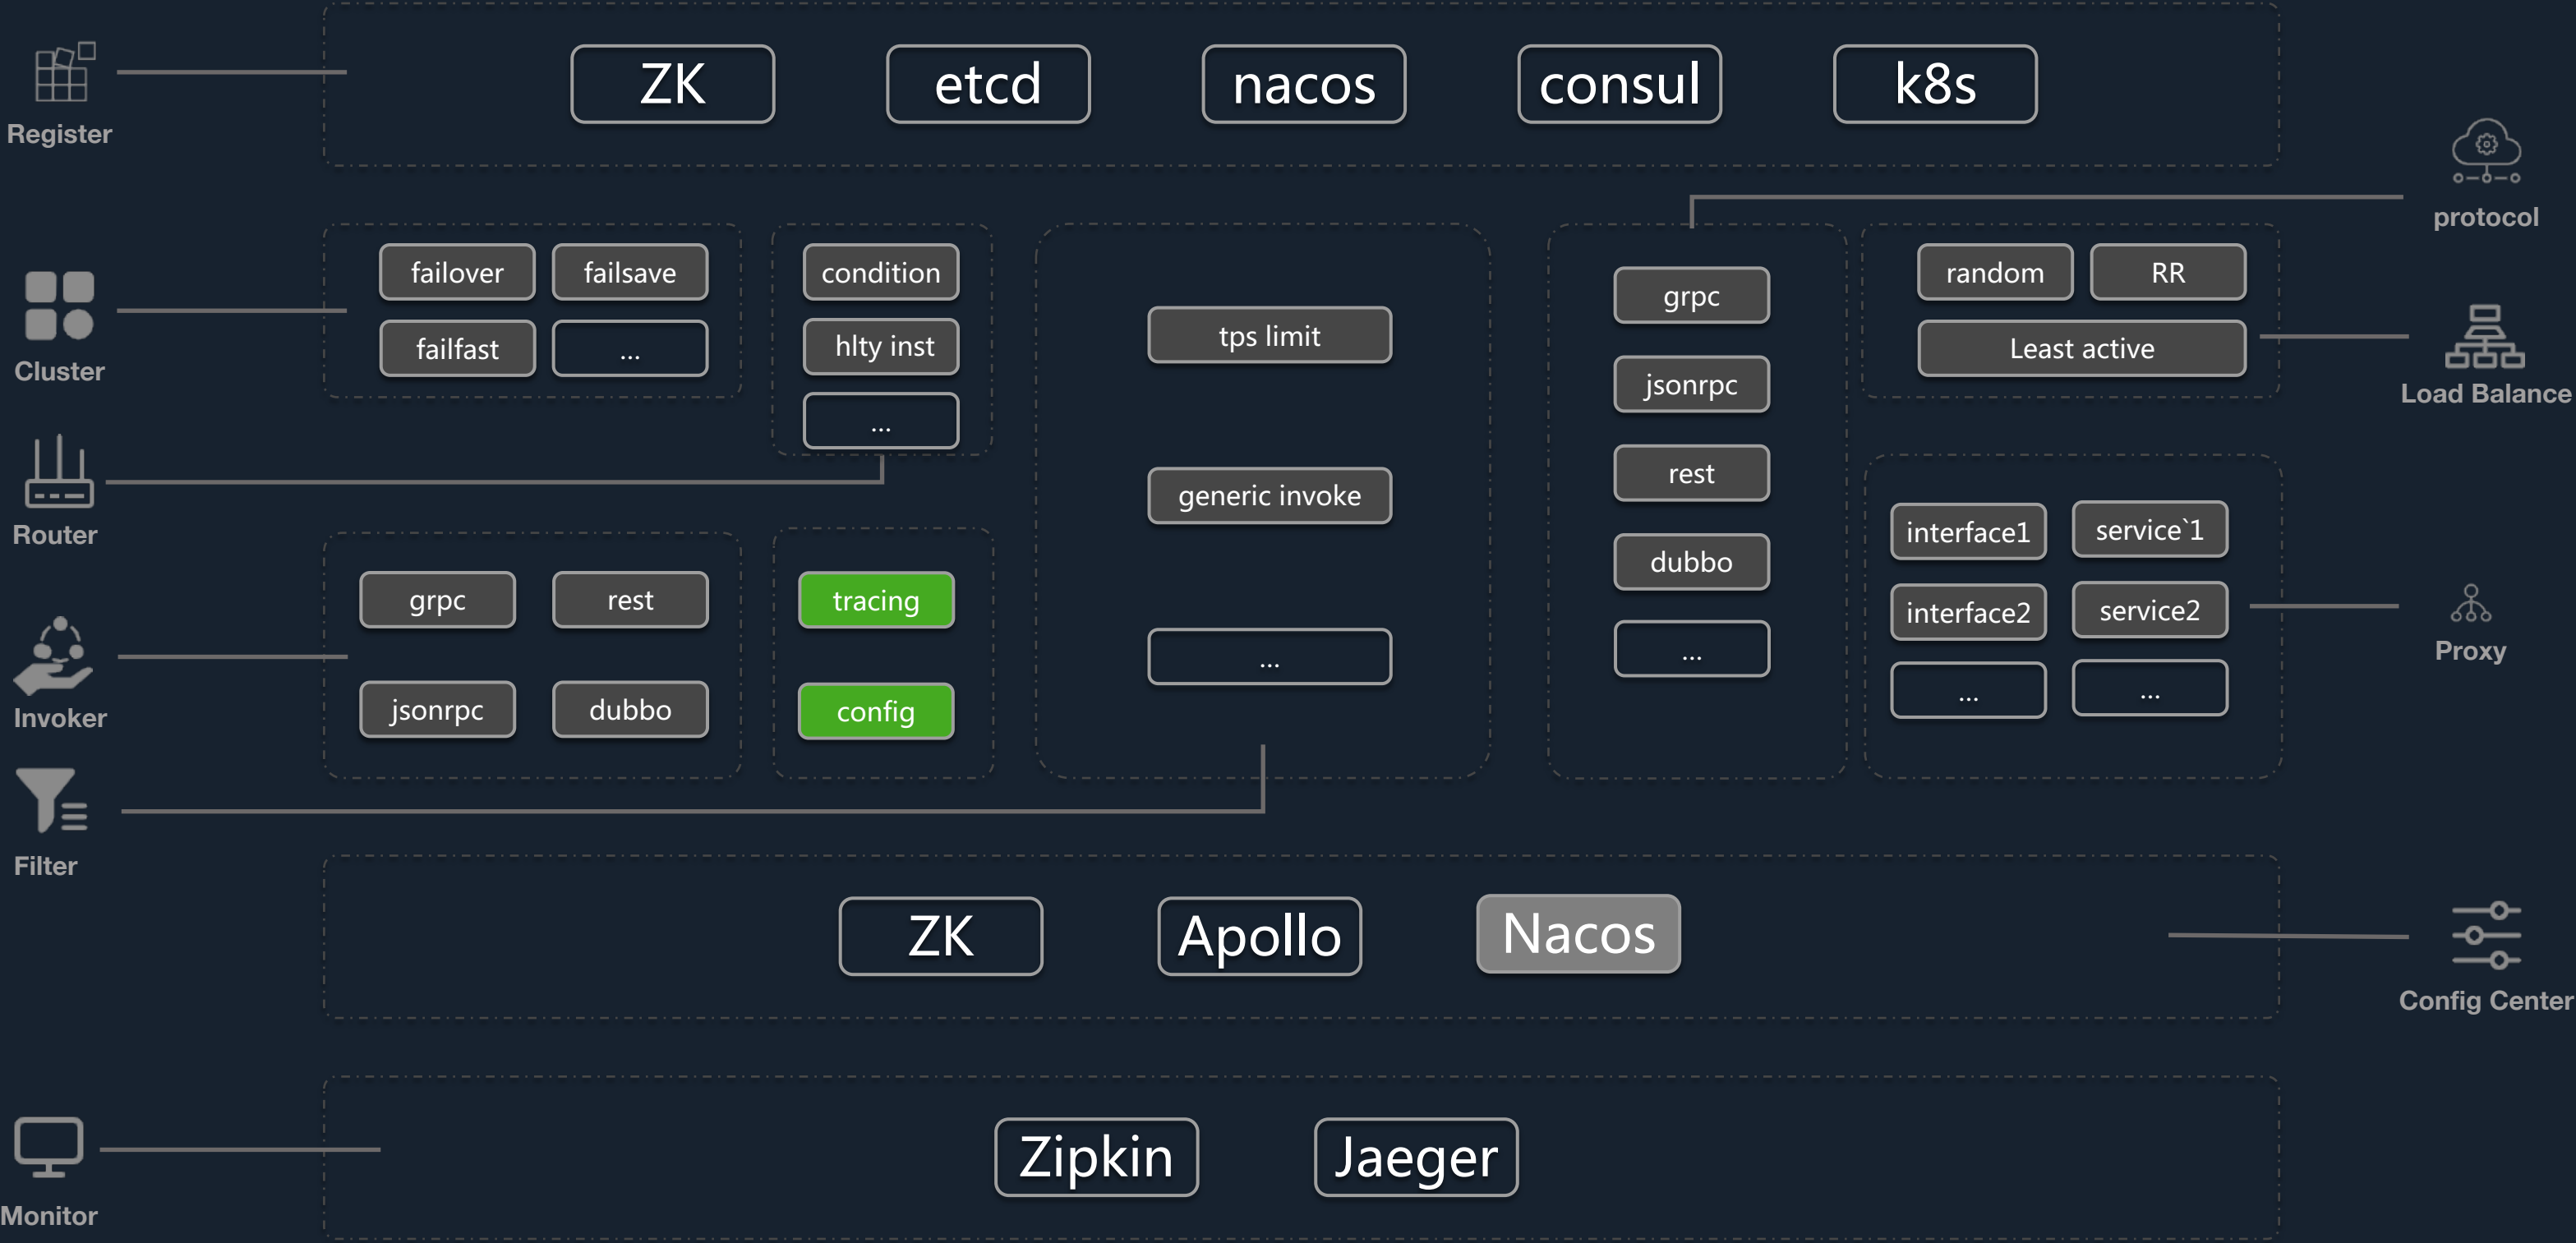 ZK
etcd
nacos
consul
k8s
Register
protocol
failover
failsave
failfast
...
Cluster
condition
hlty inst
...
Router
tps limit
generic invoke
...
Filter
grpc
jsonrpc
rest
dubbo
...
random
RR
Least active
Load Balance
grpc
rest
jsonrpc
dubbo
Invoker
tracing
config
interface1
service`1
interface2
service2
...
...
Proxy
ZK
Apollo
Nacos
Config Center
Zipkin
Jaeger
Monitor